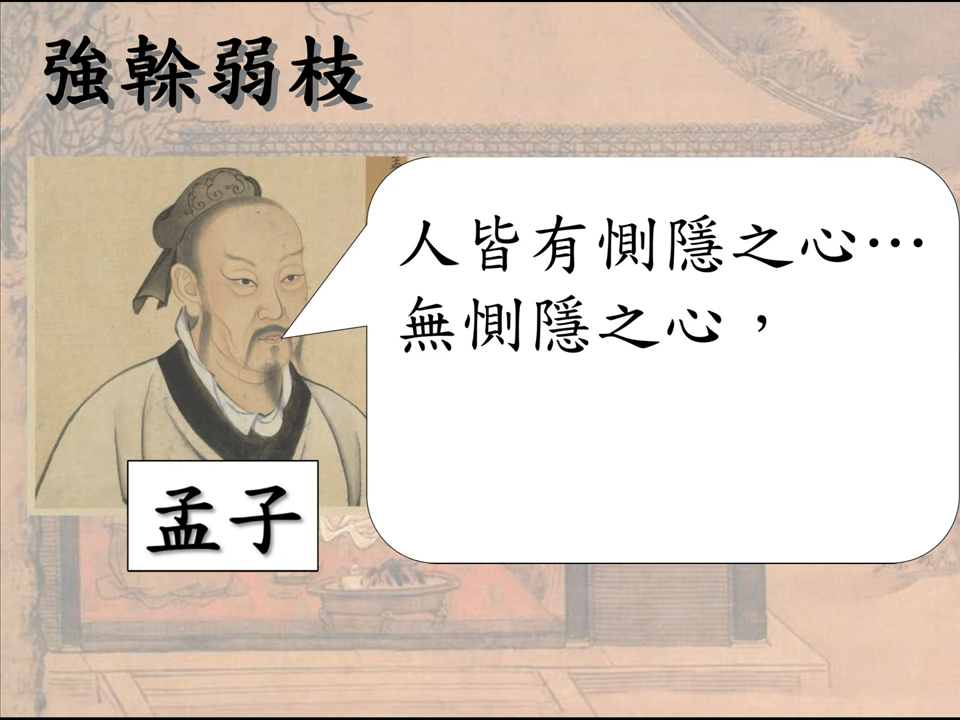 強幹弱枝
人皆有惻隱之心…
無惻隱之心，
孟子